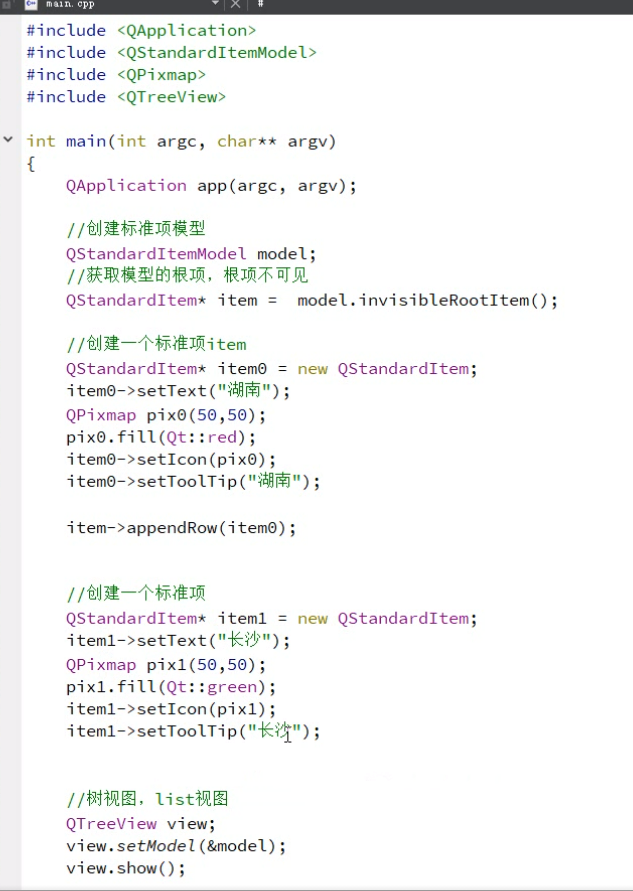 main.cpp
#include <QApplication>
#include <QStandardItemModel>
#include <QPixmap>
#include <QTreeView>
int main(int argc, char** argv)
{
QApplication app(argc, argv);
//创建标准项模型
QStandardItemModel model;
//获取模型的根项，根项不可见
QStandardItem* item =  model.invisibleRootItem();
//创建一个标准项item
QStandardItem* item0 = new QStandardItem;
item0->setText("湖南");
QPixmap pix0(50,50);
pix0.fill(Qt::red);
item0->setIcon(pix0);
item0->setToolTip("湖南");
item->appendRow(item0);
//创建一个标准项
QStandardItem* item1 = new QStandardItem;
item1->setText("长沙");
QPixmap pix1(50,50);
pix1.fill(Qt::green);
item1->setIcon(pix1);
item1->setToolTip("长沙");
//树视图，list视图
QTreeView view;
view.setModel(&model);
view.show();